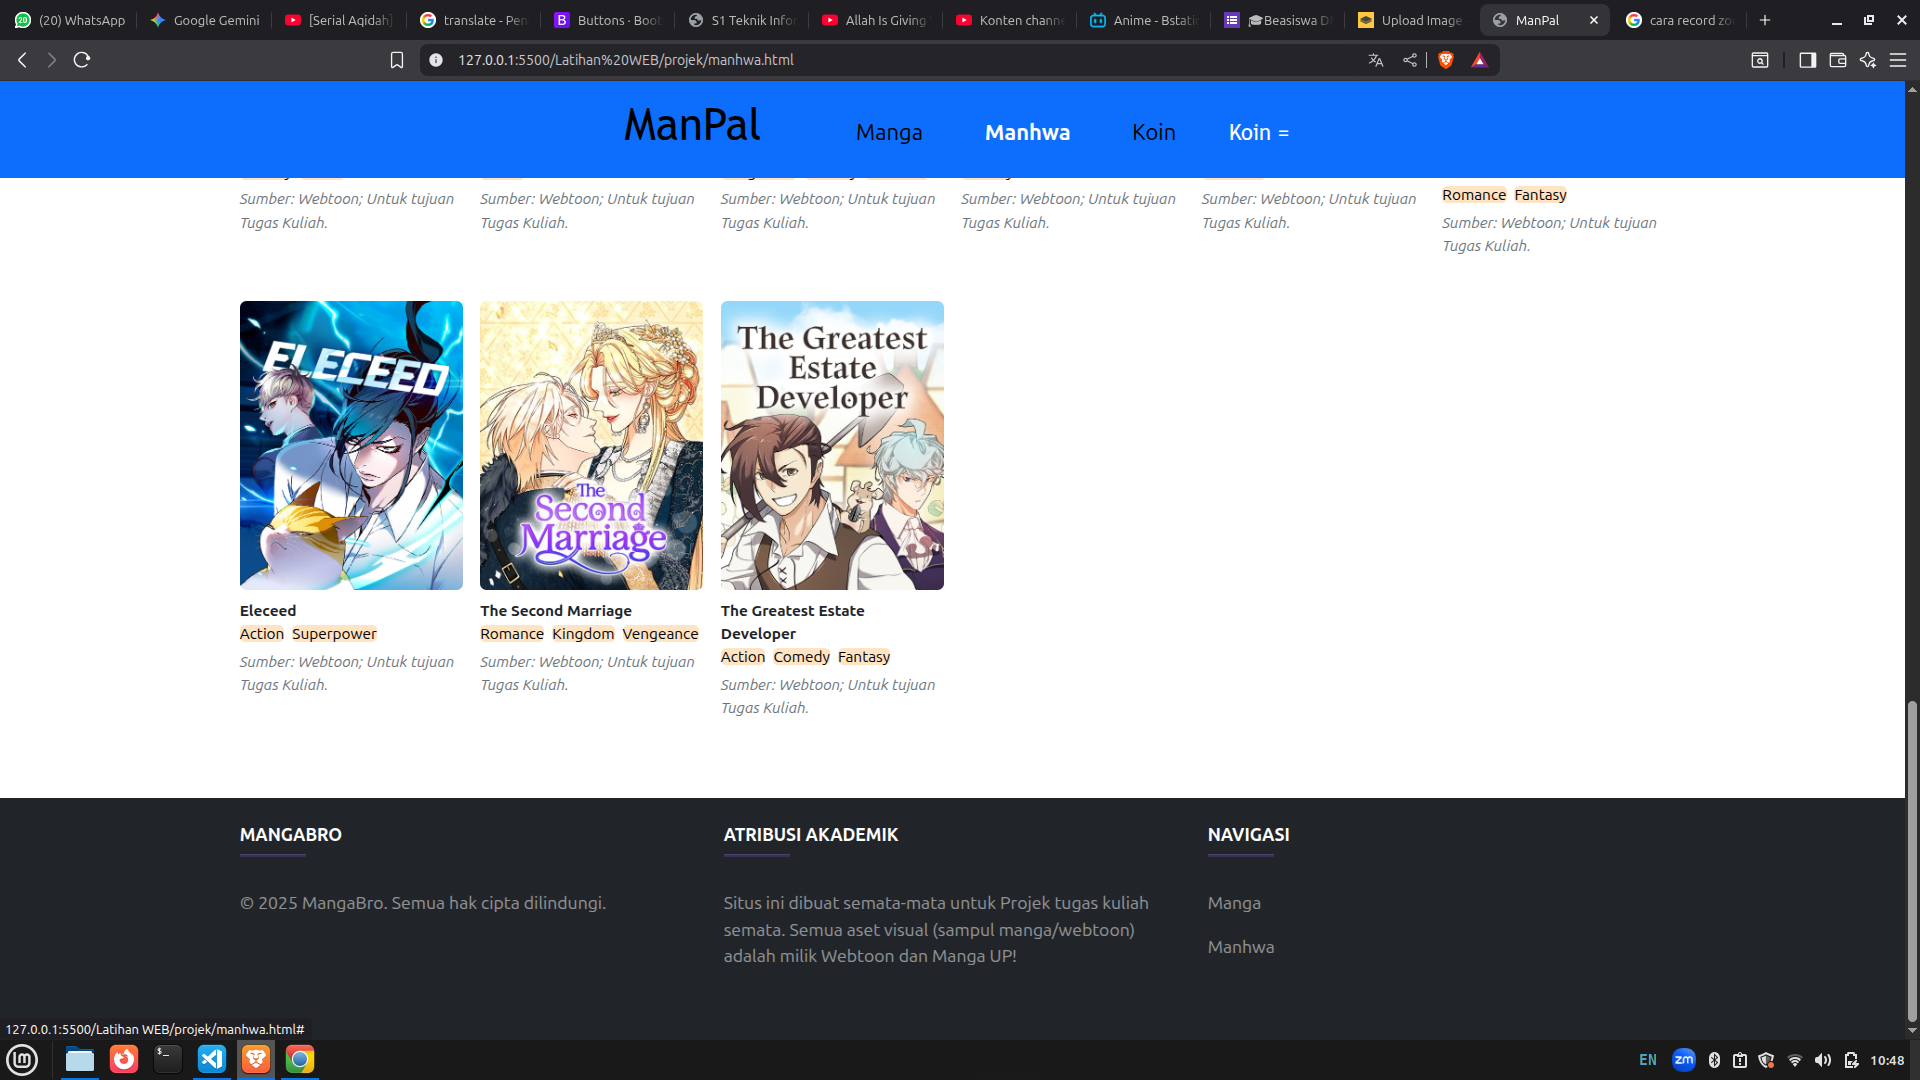 (20) WhatsApp
Google Gemini
[Serial Aqidah]
translate - Pen
Buttons · Boot
S1 Teknik Infor
Allah Is Giving
Konten channe
Anime - Bstati
Beasiswa D
Upload Image
ManPal
cara record zo
127.0.0.1:5500/Latihan%20WEB/projek/manhwa.html
ManPal
Manga
Manhwa
Koin
Koin =
Sumber: Webtoon; Untuk tujuan
Tugas Kuliah.
Sumber: Webtoon; Untuk tujuan
Tugas Kuliah.
Sumber: Webtoon; Untuk tujuan
Tugas Kuliah.
Sumber: Webtoon; Untuk tujuan
Tugas Kuliah.
Sumber: Webtoon; Untuk tujuan
Tugas Kuliah.
Romance Fantasy
Sumber: Webtoon; Untuk tujuan
Tugas Kuliah.
ELECEED
Eleceed
Action Superpower
Sumber: Webtoon; Untuk tujuan
Tugas Kuliah.
The
Second
Marriage
The Second Marriage
Romance Kingdom Vengeance
Sumber: Webtoon; Untuk tujuan
Tugas Kuliah.
The Greatest
Estate
Developer
The Greatest Estate
Developer
Action Comedy Fantasy
Sumber: Webtoon; Untuk tujuan
Tugas Kuliah.
MANGABRO
© 2025 MangaBro. Semua hak cipta dilindungi.
ATRIBUSI AKADEMIK
Situs ini dibuat semata-mata untuk Projek tugas kuliah
semata. Semua aset visual (sampul manga/webtoon)
adalah milik Webtoon dan Manga UP!
NAVIGASI
Manga
Manhwa
127.0.0.1:5500/Latihan WEB/projek/manhwa.html#
EN
zm
10:48